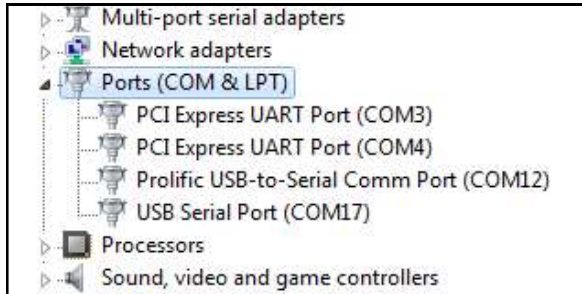 Multi-port serial adapters
Network adapters
Ports (COM & LPT)
PCI Express UART Port (COM3)
PCI Express UART Port (COM4)
Prolific USB-to-Serial Comm Port (COM12)
USB Serial Port (COM17)
Processors
Sound, video and game controllers